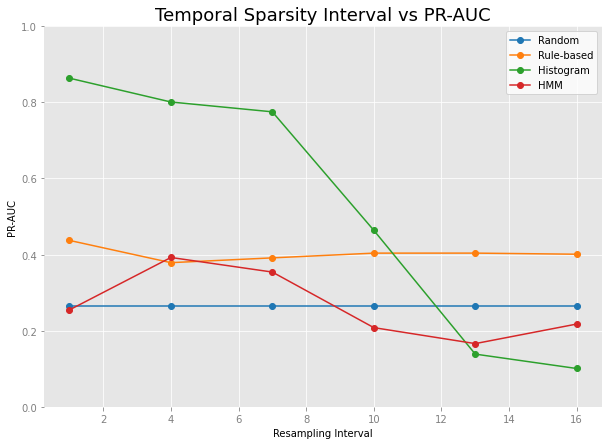 Temporal Sparsity Interval vs PR-AUC
Random
Rule-based
Histogram
HMM
1.0
0.8
0.6
0.4
0.2
0.0
PR-AUC
2 4 6 8 10 12 14 16
Resampling Interval